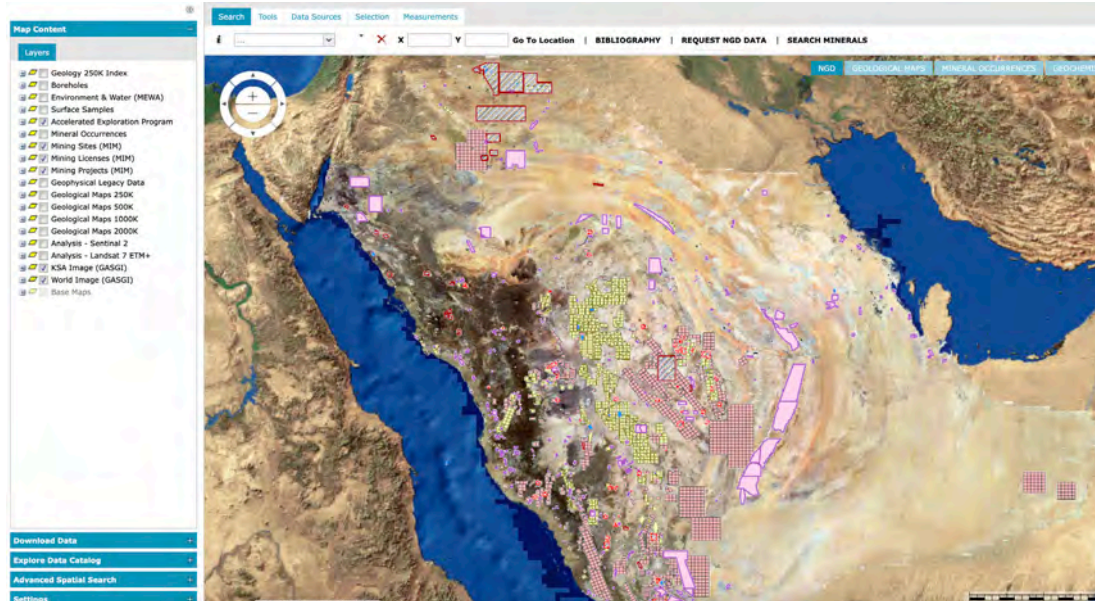 Map Content
Layers
Geology 250K Index
Boreholes
Environment & Water (MEWA)
Surface Samples
Accelerated Exploration Program
Mineral Occurrences
Mining Sites (MIM)
Mining Licenses (MIM)
Mining Projects (MIM)
Geophysical Legacy Data
Geological Maps 250K
Geological Maps 500K
Geological Maps 1000K
Geological Maps 2000K
Analysis - Sentinal 2
Analysis - Landsat 7 ETM+
KSA Image (GASGI)
World Image (GASGI)
Base Maps
Download Data
Explore Data Catalog
Advanced Spatial Search
Settings
Search Tools Data Sources Selection Measurements
i ... X Y Go To Location | BIBLIOGRAPHY | REQUEST NGD DATA | SEARCH MINERALS
NGD GEOLOGICAL MAPS MINERAL OCCURRENCES GEOCHEMI